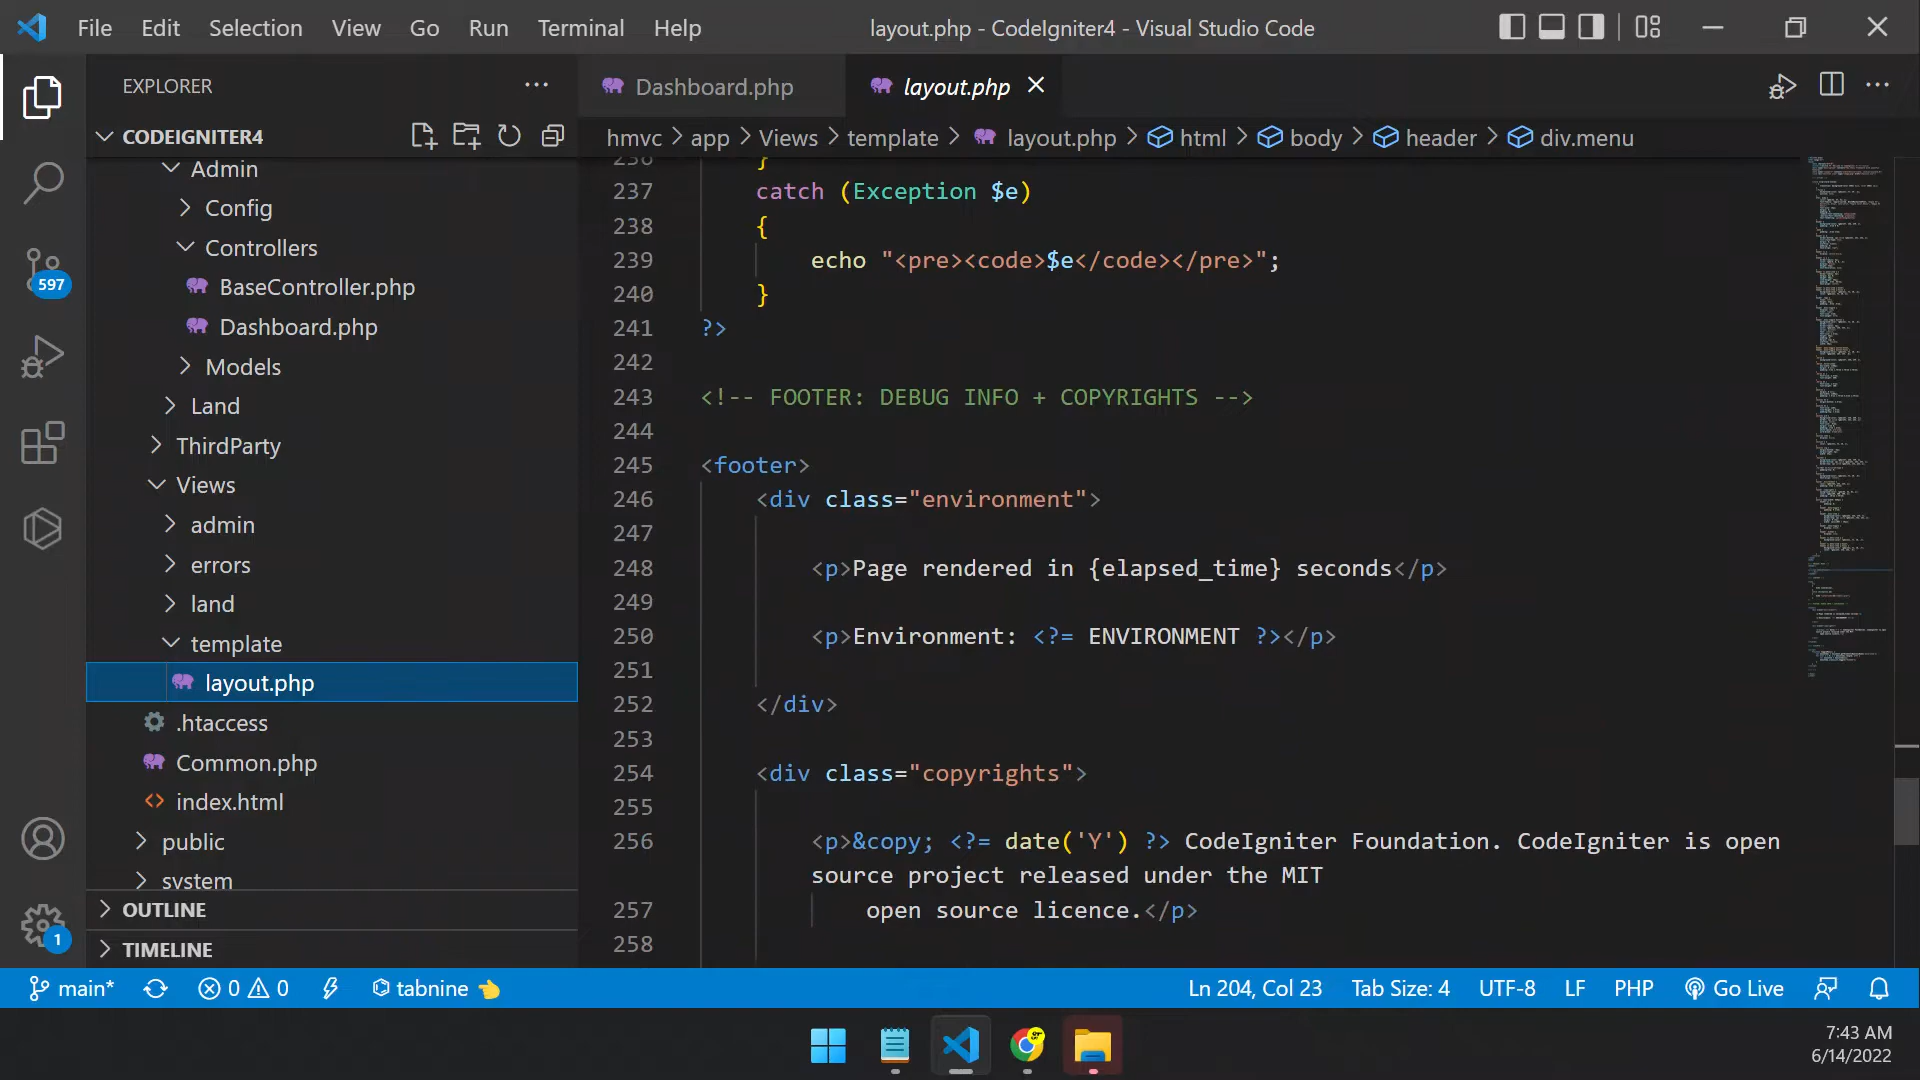 File Edit Selection View Go Run Terminal Help
layout.php - CodeIgniter4 - Visual Studio Code
EXPLORER
CODEIGNITER4
Admin
Config
Controllers
BaseController.php
Dashboard.php
Models
Land
ThirdParty
Views
admin
errors
land
template
layout.php
.htaccess
Common.php
index.html
public
system
OUTLINE
TIMELINE
597
1
Dashboard.php
layout.php
hmvc > app > Views > template > layout.php > html > body > header > div.menu
236 }
237 catch (Exception $e)
238 {
239 echo "<pre><code>$e</code></pre>";
240 }
241 ?>
242
243 <!-- FOOTER: DEBUG INFO + COPYRIGHTS -->
244
245 <footer>
246 <div class="environment">
247
248 <p>Page rendered in {elapsed_time} seconds</p>
249
250 <p>Environment: <?= ENVIRONMENT ?></p>
251
252 </div>
253
254 <div class="copyrights">
255
256 <p>&copy; <?= date('Y') ?> CodeIgniter Foundation. CodeIgniter is open
source project released under the MIT
257 open source licence.</p>
258
main* 0 0 tabnine
Ln 204, Col 23 Tab Size: 4 UTF-8 LF PHP Go Live
7:43 AM
6/14/2022